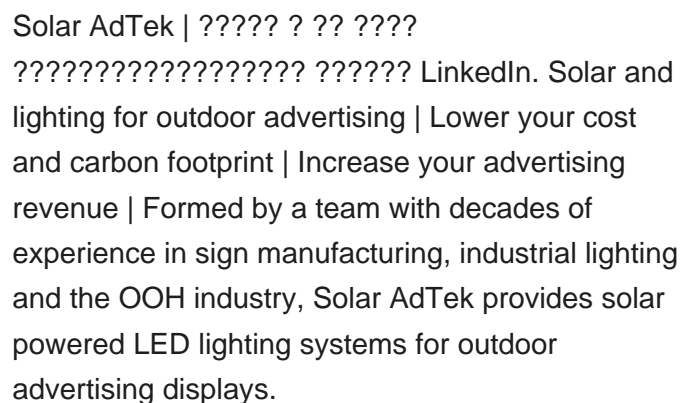 Solar AdTek | ????? ? ?? ????
?????????????????? ?????? LinkedIn. Solar and
lighting for outdoor advertising | Lower your cost
and carbon footprint | Increase your advertising
revenue | Formed by a team with decades of
experience in sign manufacturing, industrial lighting
and the OOH industry, Solar AdTek provides solar
powered LED lighting systems for outdoor
advertising displays.